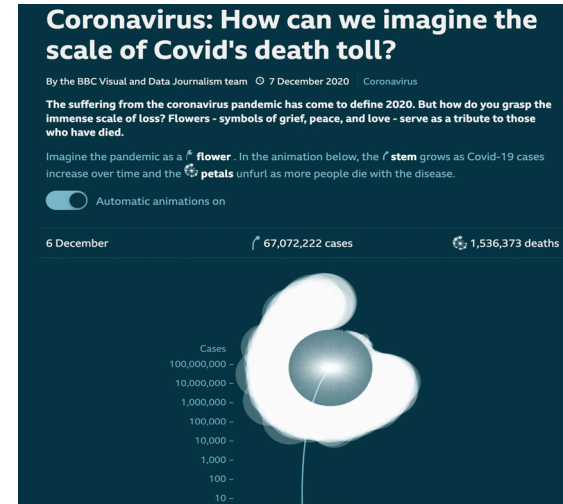 Coronavirus: How can we imagine the
scale of Covid's death toll?
By the BBC Visual and Data Journalism team 7 December 2020 Coronavirus
The suffering from the coronavirus pandemic has come to define 2020. But how do you grasp the
immense scale of loss? Flowers - symbols of grief, peace, and love - serve as a tribute to those
who have died.
Imagine the pandemic as a flower . In the animation below, the stem grows as Covid-19 cases
increase over time and the petals unfurl as more people die with the disease.
Automatic animations on
6 December 67,072,222 cases 1,536,373 deaths
Cases
100,000,000
10,000,000
1,000,000
100,000
10,000
1,000
100
10